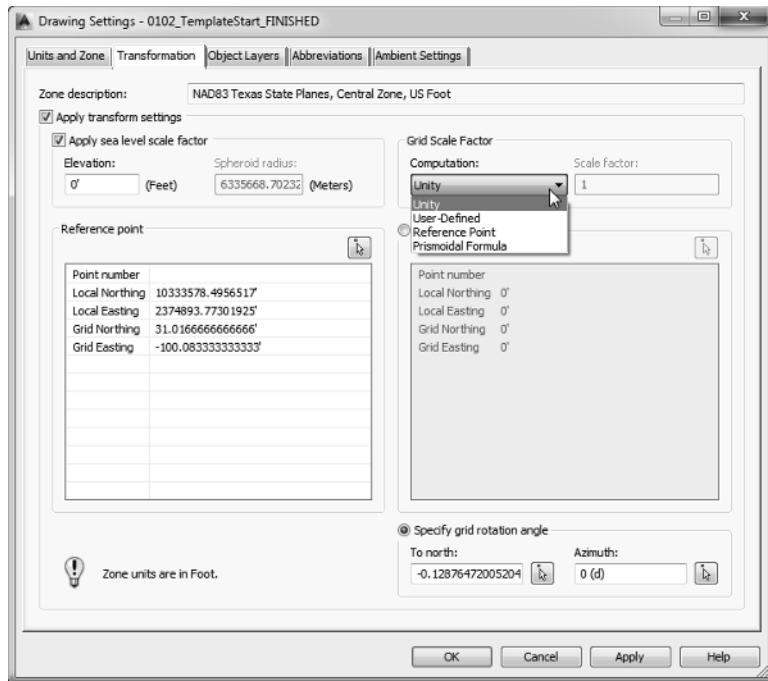 Drawing Settings - 0102_TemplateStart_FINISHED
Units and Zone Transformation Object Layers Abbreviations Ambient Settings
Zone description: NAD83 Texas State Planes, Central Zone, US Foot
Apply transform settings
Apply sea level scale factor
Elevation: Spheroid radius:
0' (Feet) 6335668.70232 (Meters)
Grid Scale Factor
Computation: Scale factor:
Unity 1
Unity
User-Defined
Reference Point
Prismoidal Formula
Reference point
Point number
Local Northing 10333578.4956517'
Local Easting 2374893.77301925'
Grid Northing 31.0166666666666'
Grid Easting -100.083333333333'
Point number
Local Northing 0'
Local Easting 0'
Grid Northing 0'
Grid Easting 0'
Specify grid rotation angle
To north: Azimuth:
-0.12876472005204 0 (d)
Zone units are in Foot.
OK Cancel Apply Help